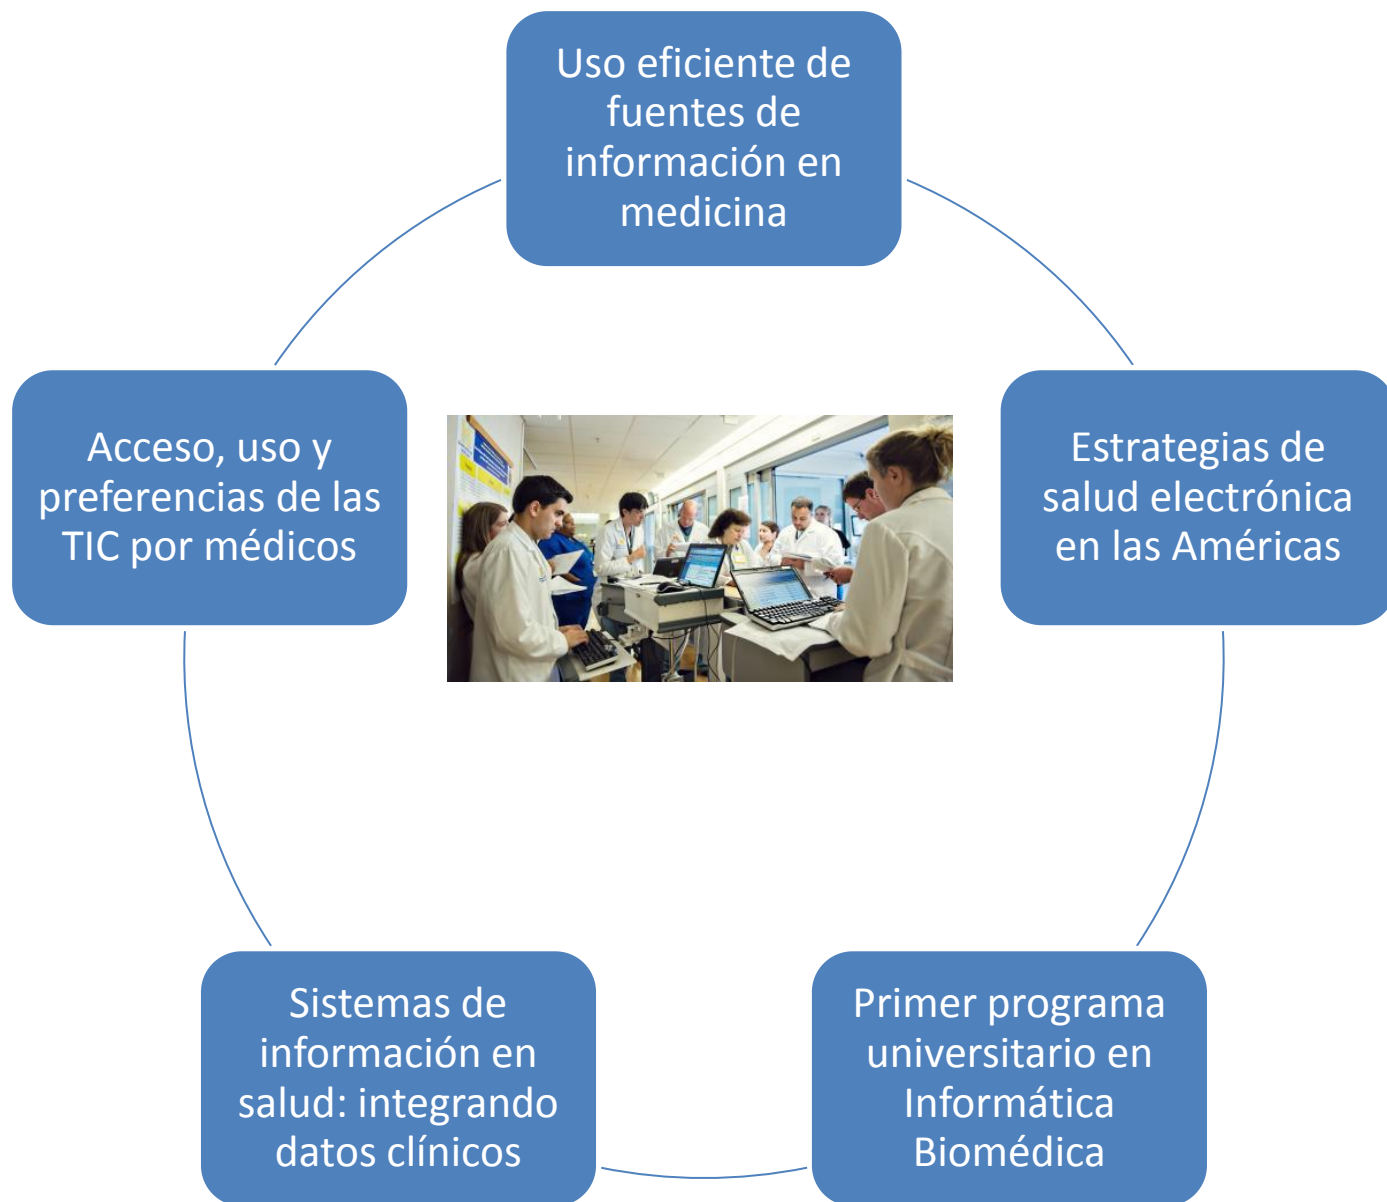 Uso eficiente de
fuentes de
información en
medicina
Acceso, uso y
preferencias de las
TIC por médicos
Estrategias de
salud electrónica
en las Américas
Sistemas de
información en
salud: integrando
datos clínicos
Primer programa
universitario en
Informática
Biomédica